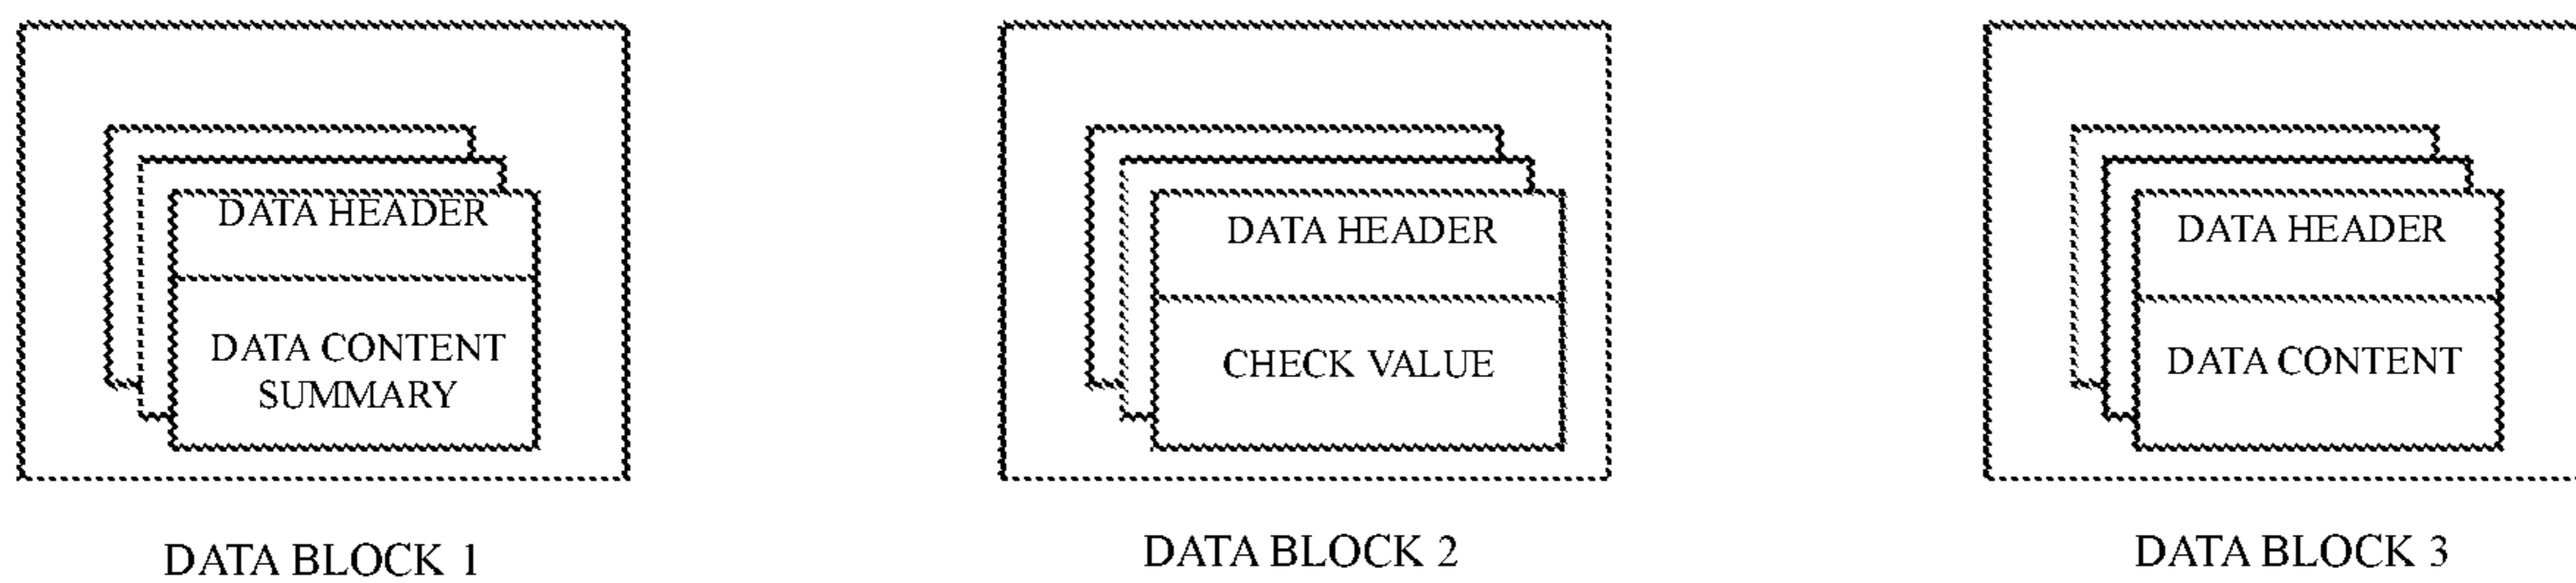 DATA HEADER
DATA CONTENT
SUMMARY
DATA BLOCK 1
DATA HEADER
CHECK VALUE
DATA BLOCK 2
DATA HEADER
DATA CONTENT
DATA BLOCK 3